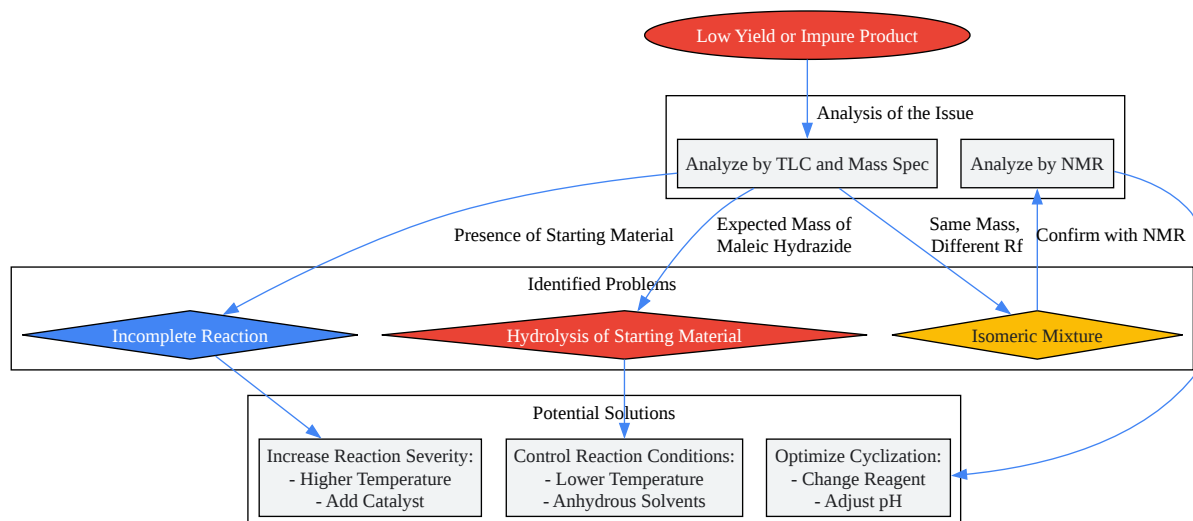 Low Yield or Impure Product
Analysis of the Issue
Analyze by TLC and Mass Spec
Analyze by NMR
Presence of Starting Material
Expected Mass of
Maleic Hydrazide
Same Mass,
Different Rf
Confirm with NMR
Identified Problems
Incomplete Reaction
Hydrolysis of Starting Material
Isomeric Mixture
Potential Solutions
Increase Reaction Severity:
- Higher Temperature
- Add Catalyst
Control Reaction Conditions:
- Lower Temperature
- Anhydrous Solvents
Optimize Cyclization:
- Change Reagent
- Adjust pH